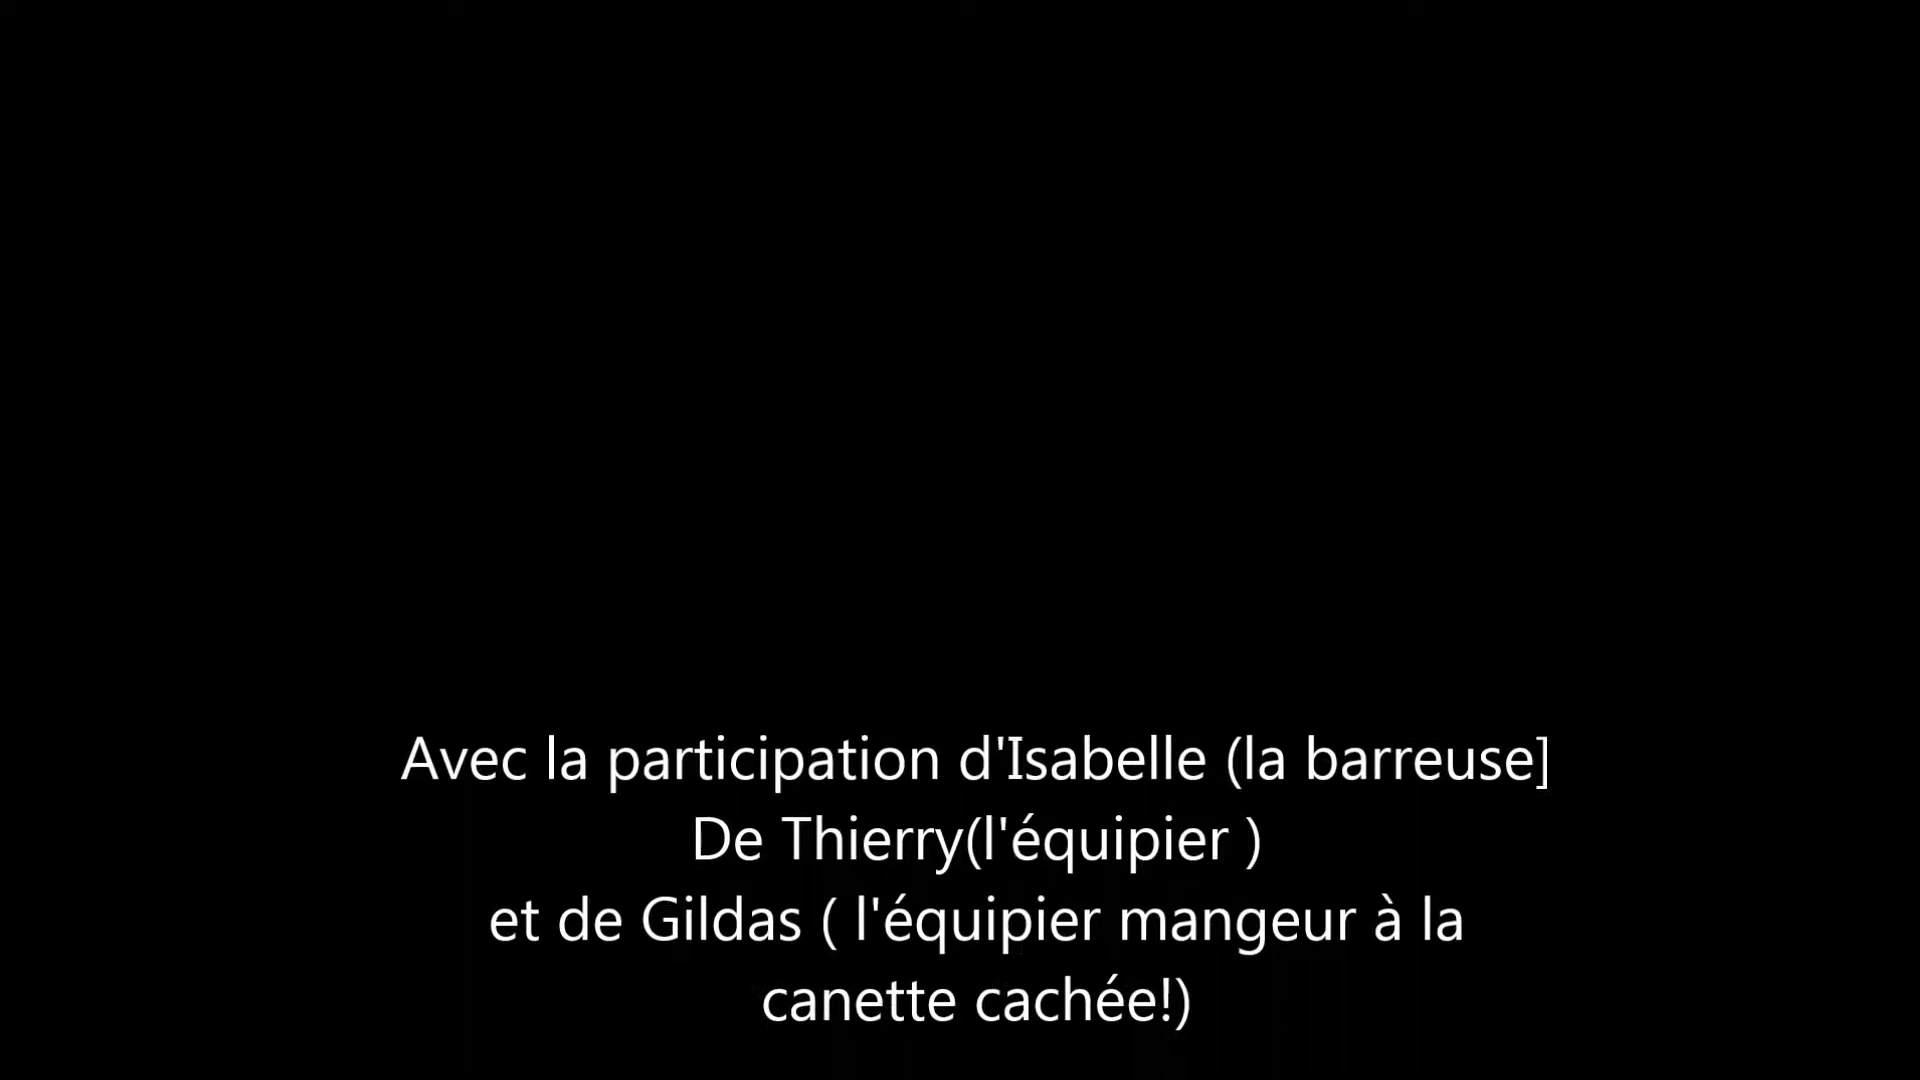 Avec la participation d'Isabelle (la barreuse]
De Thierry(l'équipier )
et de Gildas ( l'équipier mangeur à la
canette cachée!)